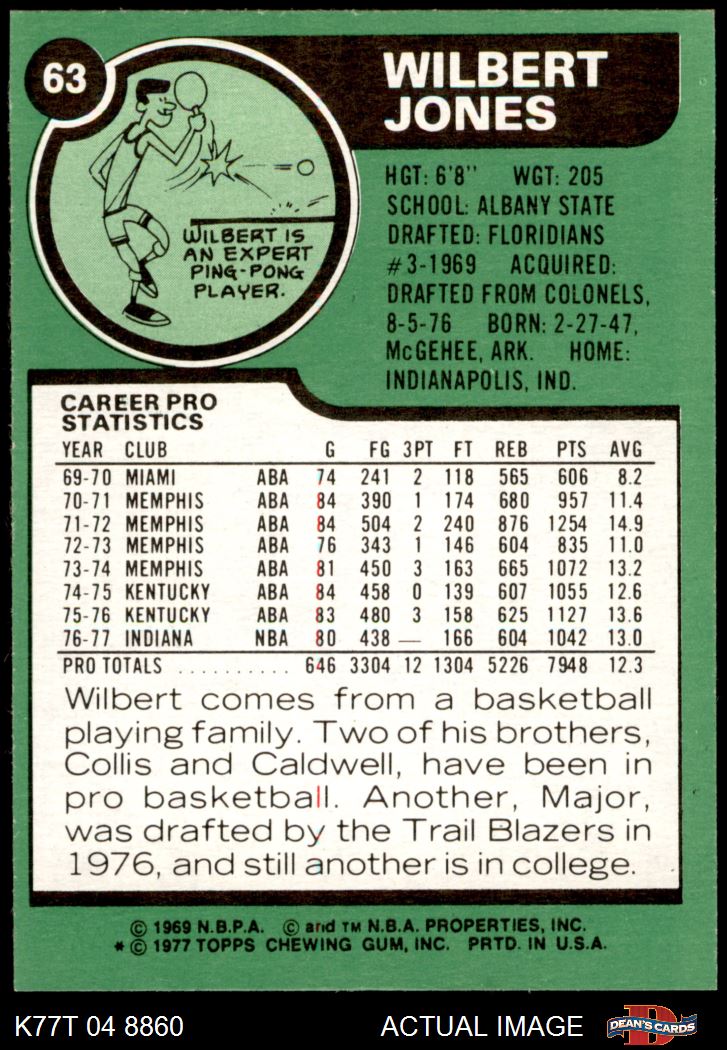 63
WILBERT
JONES
WILBERT IS
AN EXPERT
PING-PONG
PLAYER.
HGT: 6'8" WGT: 205
SCHOOL: ALBANY STATE
DRAFTED: FLORIDIANS
#3-1969 ACQUIRED:
DRAFTED FROM COLONELS,
8-5-76 BORN: 2-27-47,
McGEHEE, ARK. HOME:
INDIANAPOLIS, IND.
CAREER PRO
STATISTICS
YEAR CLUB G FG 3PT FT REB PTS AVG
69-70 MIAMI ABA 74 241 2 118 565 606 8.2
70-71 MEMPHIS ABA 84 390 1 174 680 957 11.4
71-72 MEMPHIS ABA 84 504 2 240 876 1254 14.9
72-73 MEMPHIS ABA 76 343 1 146 604 835 11.0
73-74 MEMPHIS ABA 81 450 3 163 665 1072 13.2
74-75 KENTUCKY ABA 84 458 0 139 607 1055 12.6
75-76 KENTUCKY ABA 83 480 3 158 625 1127 13.6
76-77 INDIANA NBA 80 438 — 166 604 1042 13.0
PRO TOTALS .......... 646 3304 12 1304 5226 7948 12.3
Wilbert comes from a basketball
playing family. Two of his brothers,
Collis and Caldwell, have been in
pro basketball. Another, Major,
was drafted by the Trail Blazers in
1976, and still another is in college.
© 1969 N.B.P.A. © and TM N.B.A. PROPERTIES, INC.
* © 1977 TOPPS CHEWING GUM, INC. PRTD. IN U.S.A.
K77T 04 8860 ACTUAL IMAGE DEAN'S CARDS